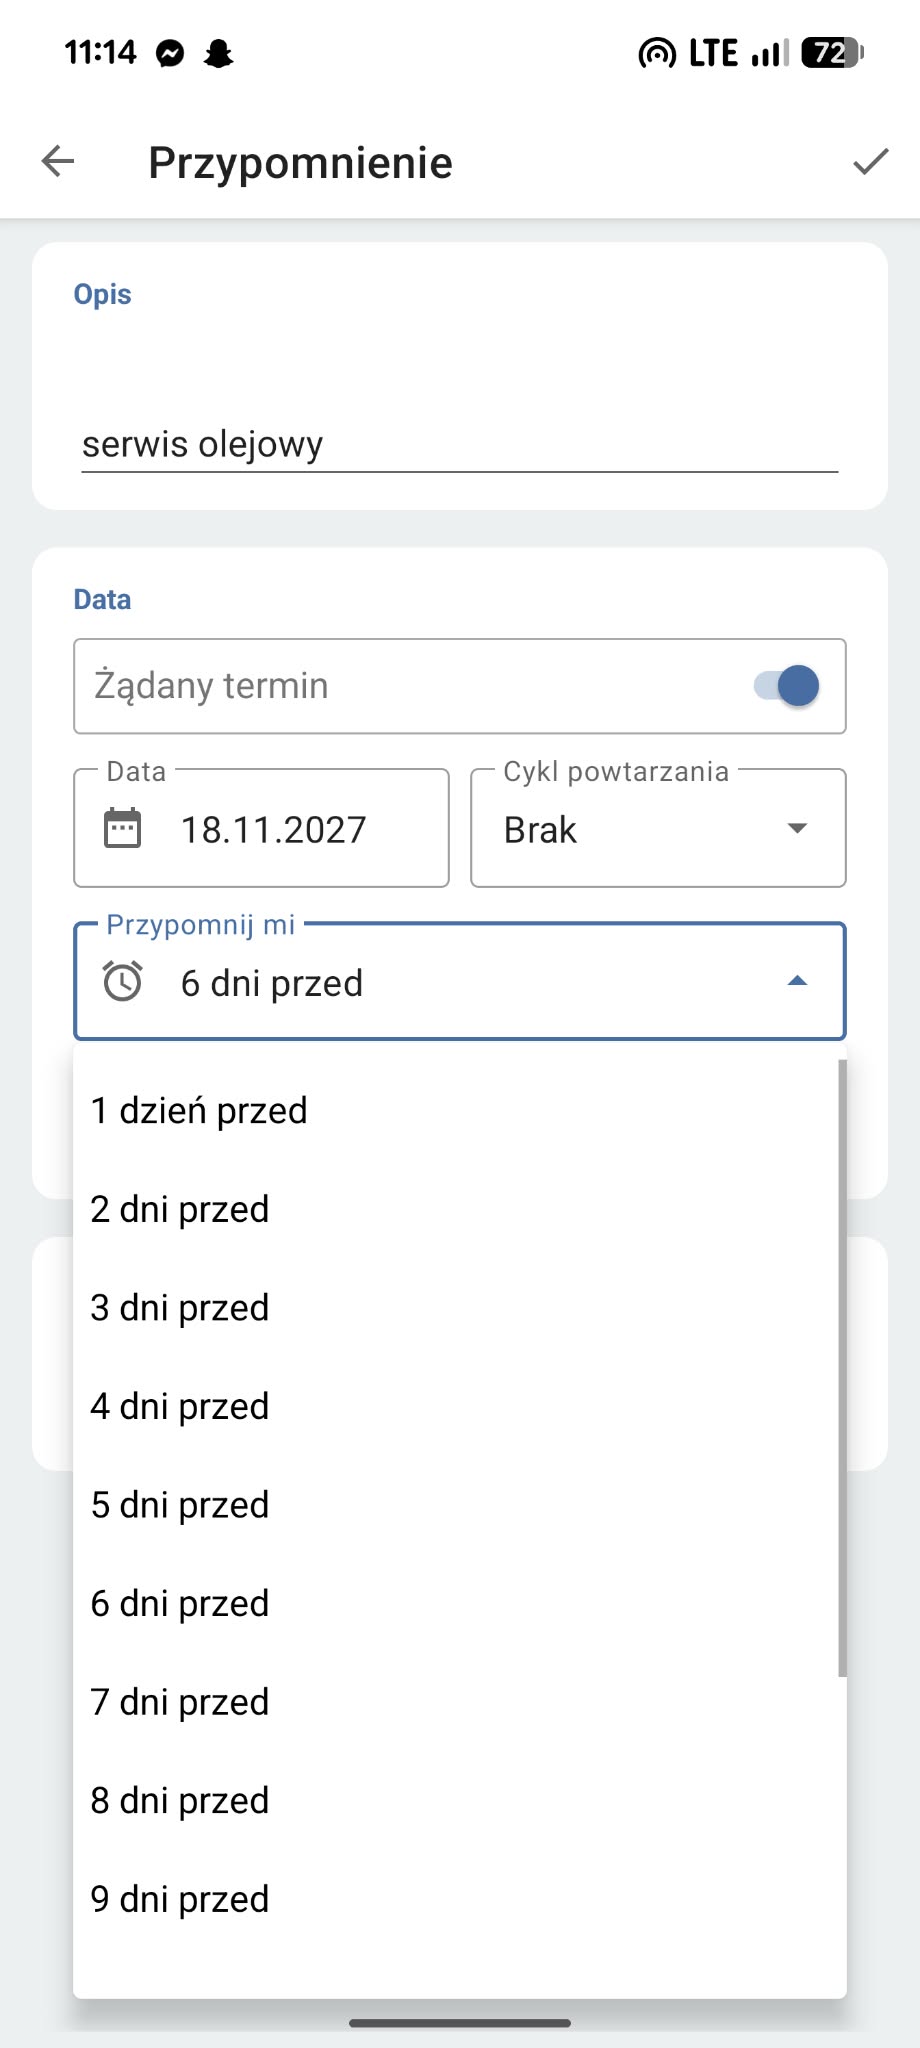 11:14 LTE 72
Przypomnienie
Opis
serwis olejowy
Data
Żądany termin
Data Cykl powtarzania
18.11.2027 Brak
Przypomnij mi
6 dni przed
1 dzień przed
2 dni przed
3 dni przed
4 dni przed
5 dni przed
6 dni przed
7 dni przed
8 dni przed
9 dni przed